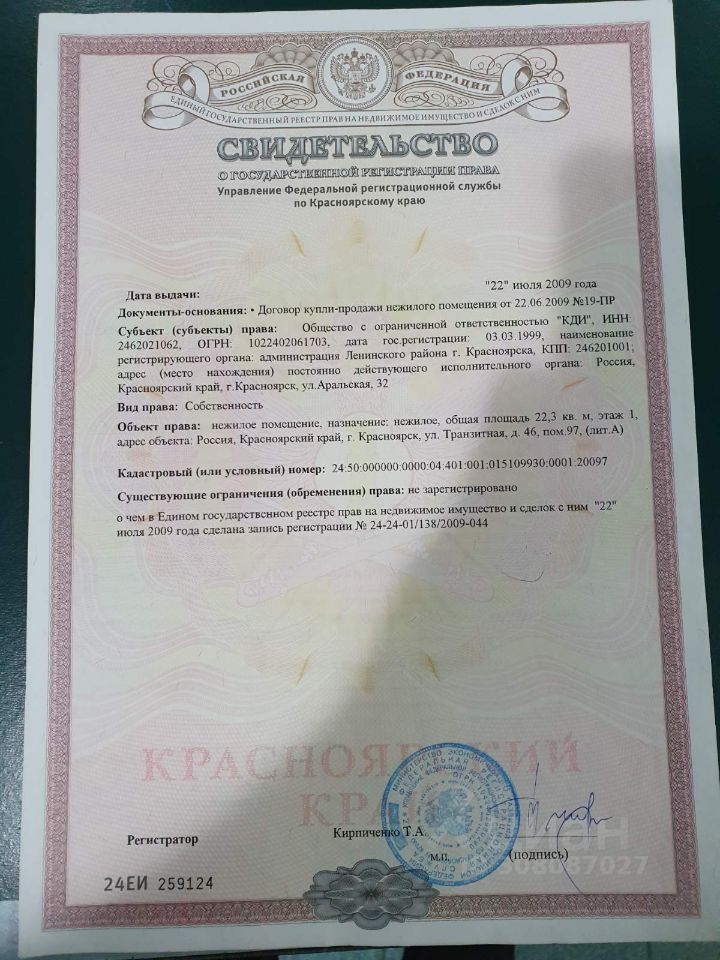 РОССИЙСКАЯ ФЕДЕРАЦИЯ
ЕДИНЫЙ ГОСУДАРСТВЕННЫЙ РЕЕСТР ПРАВ НА НЕДВИЖИМОЕ ИМУЩЕСТВО И СДЕЛОК С НИМ
СВИДЕТЕЛЬСТВО
О ГОСУДАРСТВЕННОЙ РЕГИСТРАЦИИ ПРАВА
Управление Федеральной регистрационной службы
по Красноярскому краю
Дата выдачи: "22" июля 2009 года
Документы-основания: • Договор купли-продажи нежилого помещения от 22.06.2009 №19-ПР
Субъект (субъекты) права: Общество с ограниченной ответственностью "КДИ", ИНН:
2462021062, ОГРН: 1022402061703, дата гос.регистрации: 03.03.1999, наименование
регистрирующего органа: администрация Ленинского района г. Красноярска, КПП: 246201001;
адрес (место нахождения) постоянно действующего исполнительного органа: Россия,
Красноярский край, г.Красноярск, ул.Аральская, 32
Вид права: Собственность
Объект права: нежилое помещение, назначение: нежилое, общая площадь 22,3 кв. м, этаж 1,
адрес объекта: Россия, Красноярский край, г. Красноярск, ул. Транзитная, д. 46, пом.97, (лит.А)
Кадастровый (или условный) номер: 24:50:000000:0000:04:401:001:015109930:0001:20097
Существующие ограничения (обременения) права: не зарегистрировано
о чем в Едином государственном реестре прав на недвижимое имущество и сделок с ним "22"
июля 2009 года сделана запись регистрации № 24-24-01/138/2009-044
КРАСНОЯРСКИЙ
КРАЙ
Регистратор Кирпиченко Т.А.
м.п. (подпись)
24ЕИ 259124